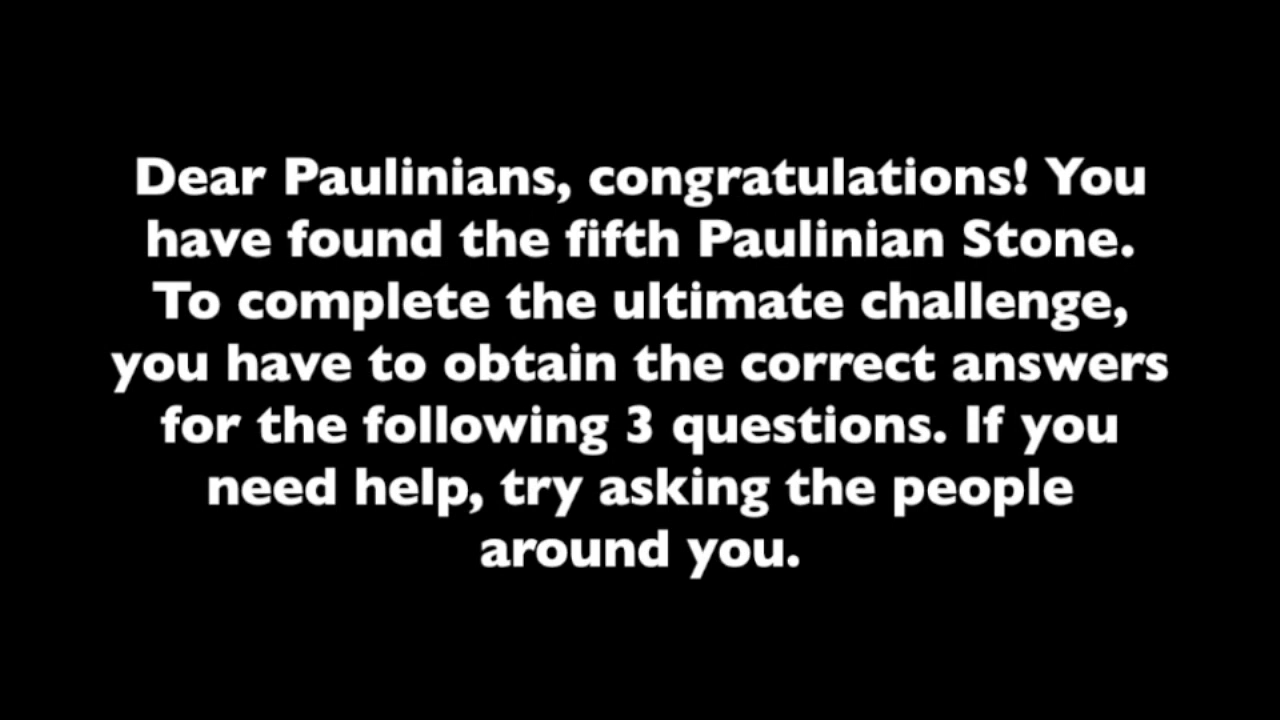 Dear Paulinians, congratulations! You
have found the fifth Paulinian Stone.
To complete the ultimate challenge,
you have to obtain the correct answers
for the following 3 questions. If you
need help, try asking the people
around you.